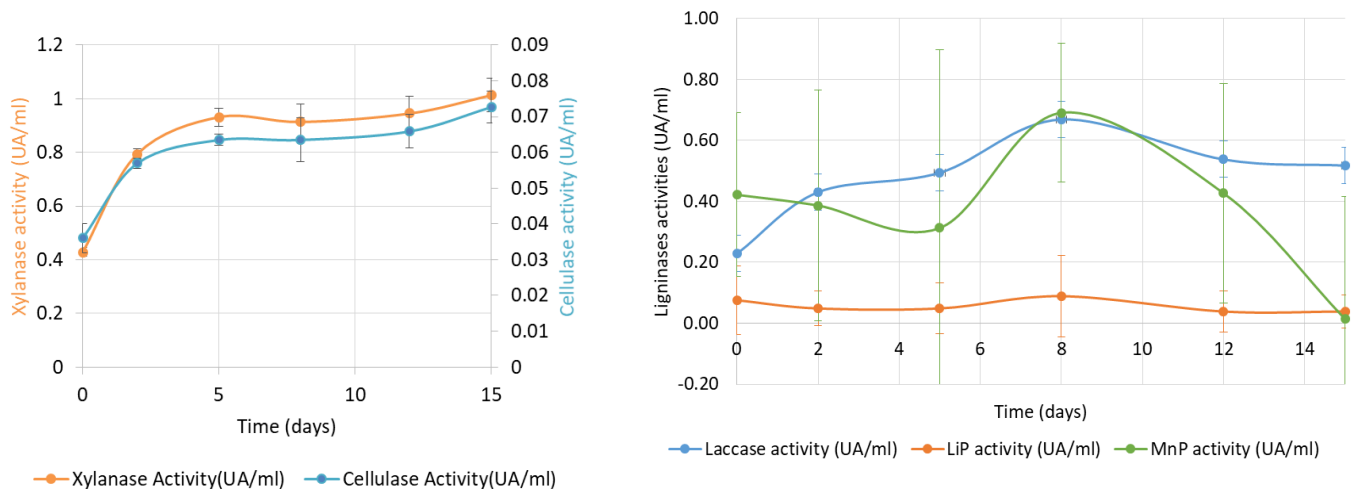 1.2
1
0.8
0.6
0.4
0.2
0
Xylanase activity (UA/ml)
0.09
0.08
0.07
0.06
0.05
0.04
0.03
0.02
0.01
0
Cellulase activity (UA/ml)
0 5 10 15
Time (days)
Xylanase Activity(UA/ml) Cellulase Activity(UA/ml)
1.00
0.80
0.60
0.40
0.20
0.00
-0.20
Ligninases activities (UA/ml)
0 2 4 6 8 10 12 14
Time (days)
Laccase activity (UA/ml) LiP activity (UA/ml) MnP activity (UA/ml)